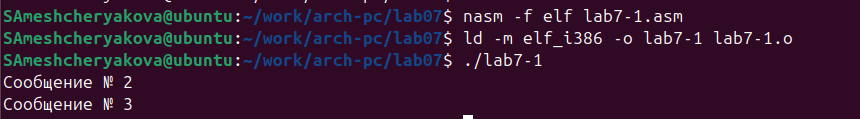 SAmeshcheryakova@ubuntu:~/work/arch-pc/lab07$ nasm -f elf lab7-1.asm
SAmeshcheryakova@ubuntu:~/work/arch-pc/lab07$ ld -m elf_i386 -o lab7-1 lab7-1.o
SAmeshcheryakova@ubuntu:~/work/arch-pc/lab07$ ./lab7-1
Сообщение № 2
Сообщение № 3